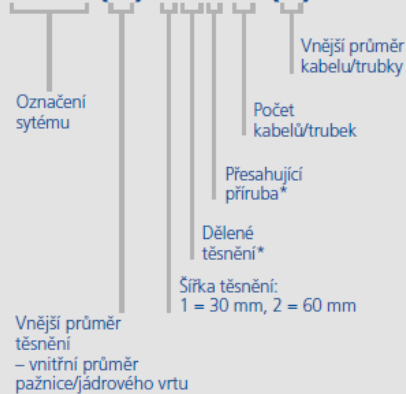 Vnější průměr
kabelu/trubky
Označení
sytému
Počet
kabelů/trubek
Přesahující
příruba*
Dělené
těsnění*
Šířka těsnění:
1 = 30 mm, 2 = 60 mm
Vnější průměr
těsnění
– vnitřní průměr
pažnice/jádrového vrtu